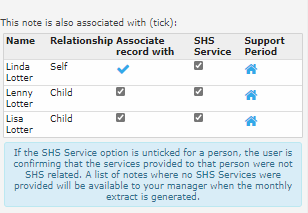 This note is also associated with (tick):
Name Relationship Associate record with SHS Service Support Period
Linda Lotter Self
Lenny Lotter Child
Lisa Lotter Child
If the SHS Service option is unticked for a person, the user is
confirming that the services provided to that person were not
SHS related. A list of notes where no SHS Services were
provided will be available to your manager when the monthly
extract is generated.